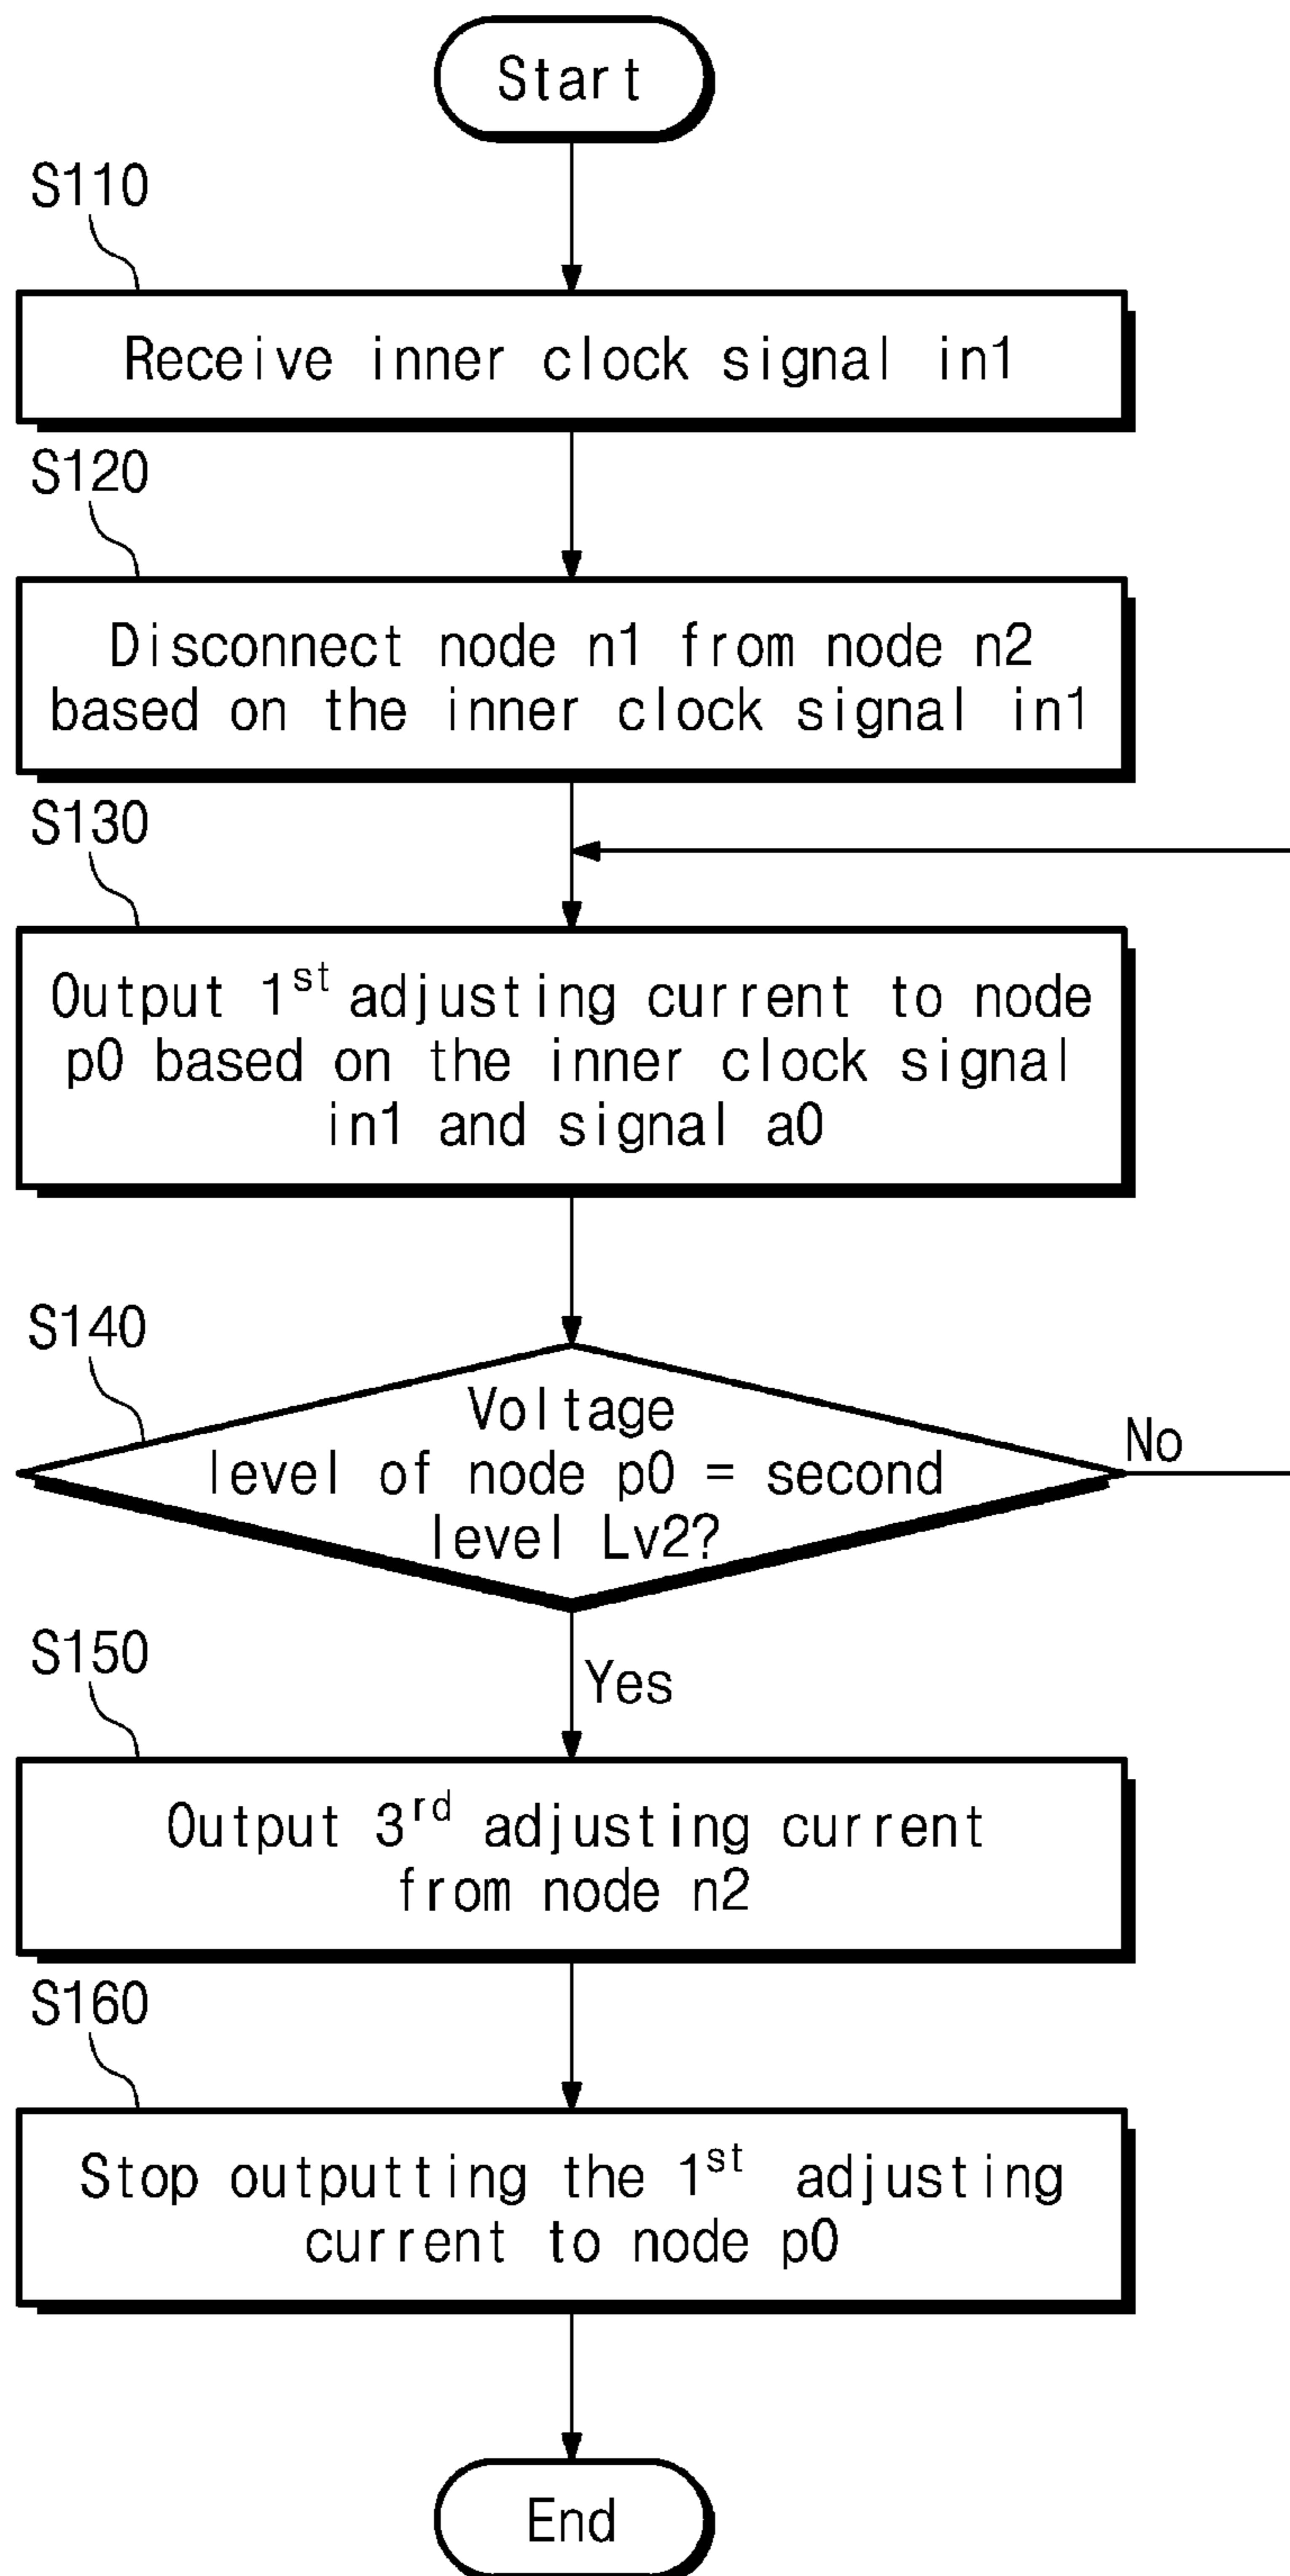 Start
S110
Receive inner clock signal in1
S120
Disconnect node n1 from node n2
based on the inner clock signal in1
S130
Output 1st adjusting current to node
p0 based on the inner clock signal
in1 and signal a0
S140
Voltage
level of node p0 = second
level Lv2?
No
Yes
S150
Output 3rd adjusting current
from node n2
S160
Stop outputting the 1st adjusting
current to node p0
End